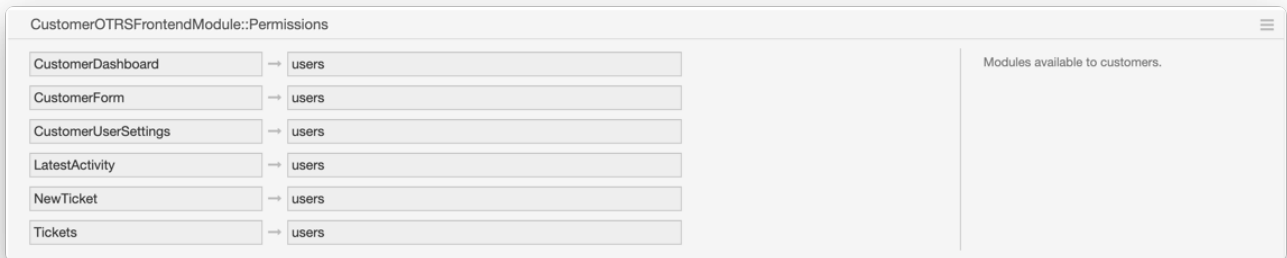 CustomerOTRSFrontendModule::Permissions
CustomerDashboard → users
Modules available to customers.
CustomerForm → users
CustomerUserSettings → users
LatestActivity → users
NewTicket → users
Tickets → users